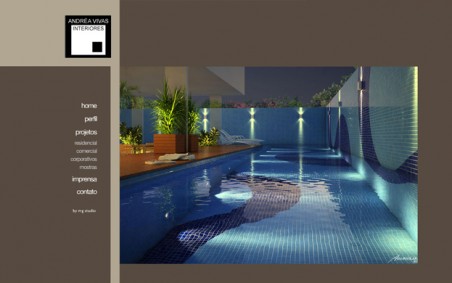 ANDRÉA VIVAS
INTERIORES
home
perfil
projetos
residencial
comercial
corporativos
mostras
imprensa
contato
by mg studio